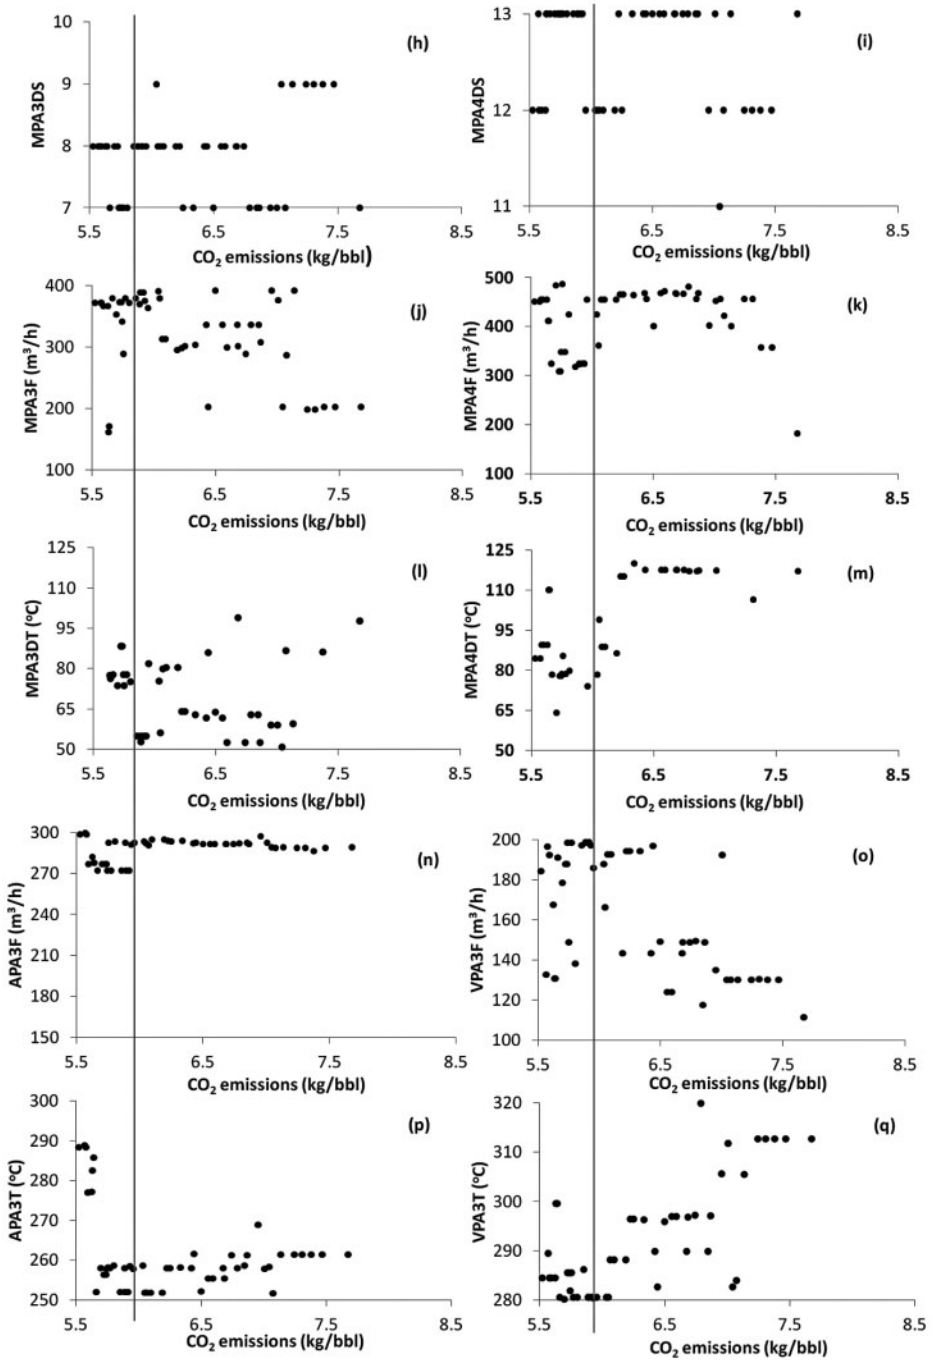 10
9
8
7
5.5 6.5 7.5 8.5
MPA3DS
CO₂ emissions (kg/bbl)
(h)
13
12
11
5.5 6.5 7.5 8.5
MPA4DS
CO₂ emissions (kg/bbl)
(i)
400
300
200
100
5.5 6.5 7.5 8.5
MPA3F (m³/h)
CO₂ emissions (kg/bbl)
(j)
500
400
300
200
100
5.5 6.5 7.5 8.5
MPA4F (m³/h)
CO₂ emissions (kg/bbl)
(k)
125
110
95
80
65
50
5.5 6.5 7.5 8.5
MPA3DT (°C)
CO₂ emissions (kg/bbl)
(l)
125
110
95
80
65
50
5.5 6.5 7.5 8.5
MPA4DT (°C)
CO₂ emissions (kg/bbl)
(m)
300
270
240
210
180
150
5.5 6.5 7.5 8.5
APA3F (m³/h)
CO₂ emissions (kg/bbl)
(n)
200
180
160
140
120
100
5.5 6.5 7.5 8.5
VPA3F (m³/h)
CO₂ emissions (kg/bbl)
(o)
300
290
280
270
260
250
5.5 6.5 7.5 8.5
APA3T (°C)
CO₂ emissions (kg/bbl)
(p)
320
310
300
290
280
5.5 6.5 7.5 8.5
VPA3T (°C)
CO₂ emissions (kg/bbl)
(q)